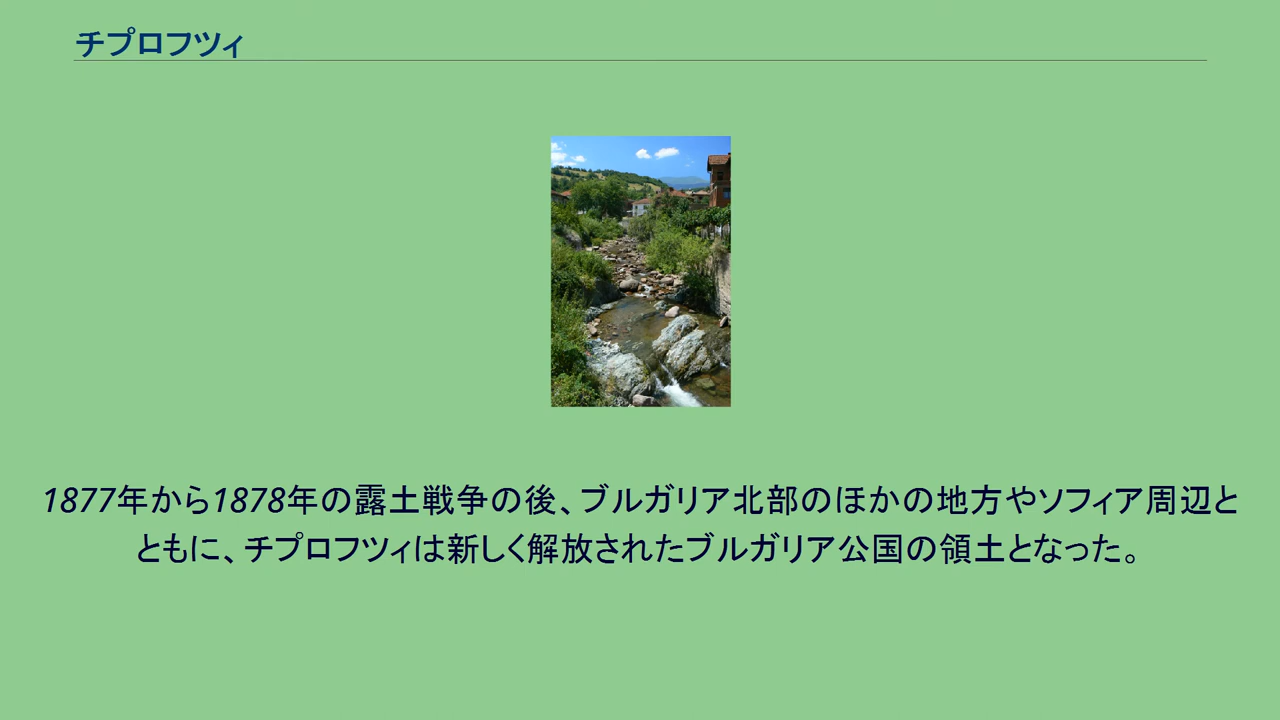 チプロフツィ
1877年から1878年の露土戦争の後、ブルガリア北部のほかの地方やソフィア周辺と
ともに、チプロフツィは新しく解放されたブルガリア公国の領土となった。